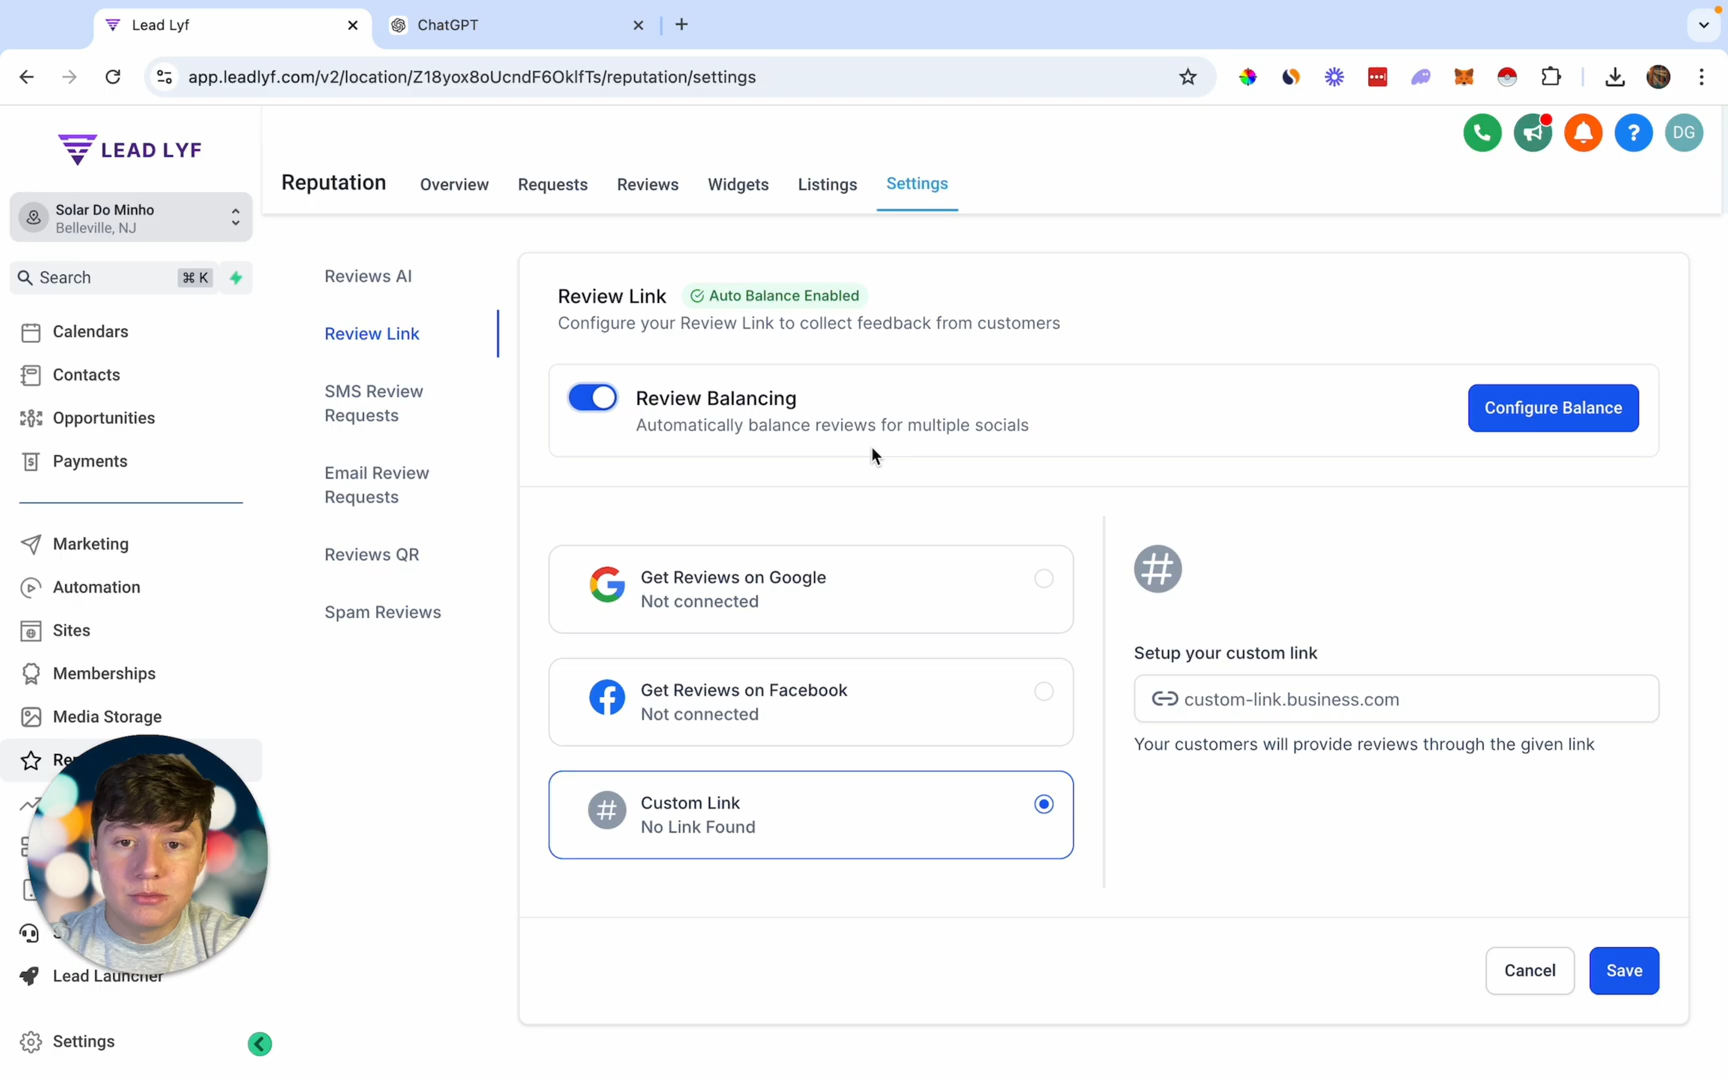 Lead Lyf
ChatGPT
app.leadlyf.com/v2/location/Z18yox8oUcndF6OklfTs/reputation/settings
LEAD LYF
DG
Reputation
Overview
Requests
Reviews
Widgets
Listings
Settings
Solar Do Minho
Belleville, NJ
Search
⌘ K
Calendars
Contacts
Opportunities
Payments
Marketing
Automation
Sites
Memberships
Media Storage
Lead Launcher
Settings
Reviews AI
Review Link
SMS Review
Requests
Email Review
Requests
Reviews QR
Spam Reviews
Review Link
Auto Balance Enabled
Configure your Review Link to collect feedback from customers
Review Balancing
Automatically balance reviews for multiple socials
Configure Balance
Get Reviews on Google
Not connected
Get Reviews on Facebook
Not connected
Custom Link
No Link Found
Setup your custom link
custom-link.business.com
Your customers will provide reviews through the given link
Cancel
Save